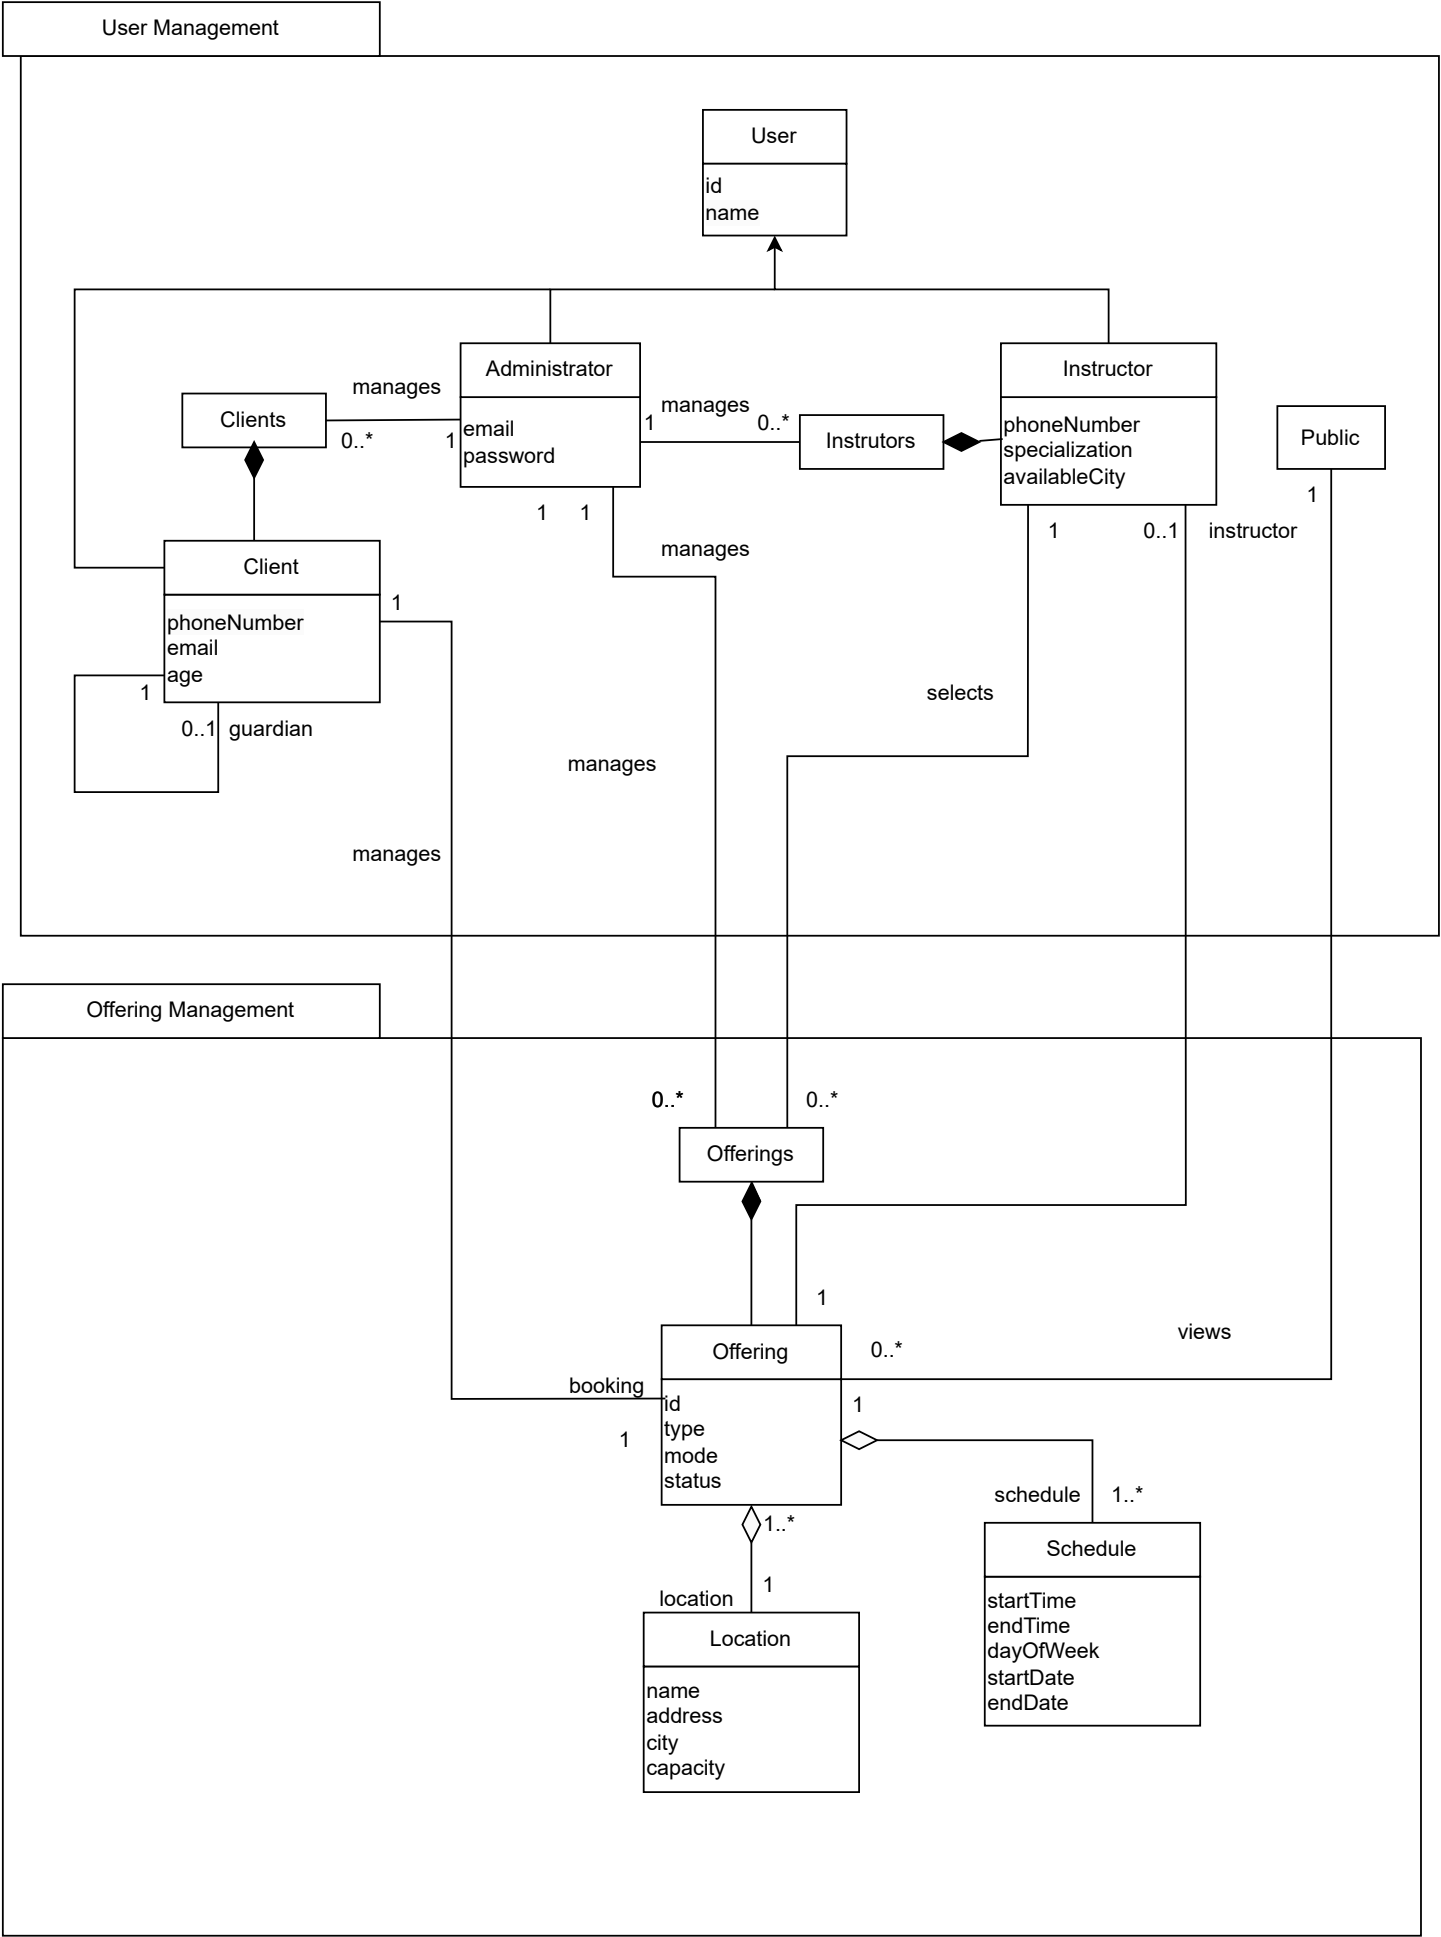 User Management
User
id
name
Administrator
email
password
Instructor
phoneNumber
specialization
availableCity
Clients
manages
0..*
1
manages
1
0..*
Instrutors
Public
1
1
1
manages
1
0..1
instructor
Client
phoneNumber
email
age
1
1
0..1
guardian
selects
manages
manages
Offering Management
0..*
0..*
Offerings
1
Offering
id
type
mode
status
0..*
views
booking
1
1
schedule
1..*
1..*
1
location
Schedule
startTime
endTime
dayOfWeek
startDate
endDate
Location
name
address
city
capacity